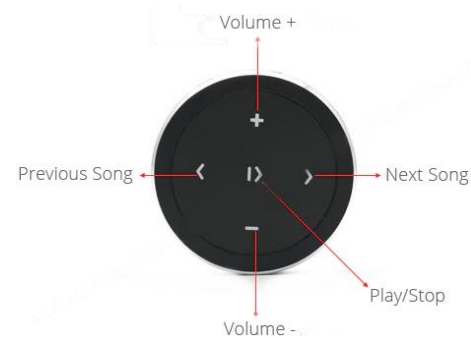 Volume +
Previous Song
Next Song
Play/Stop
Volume -